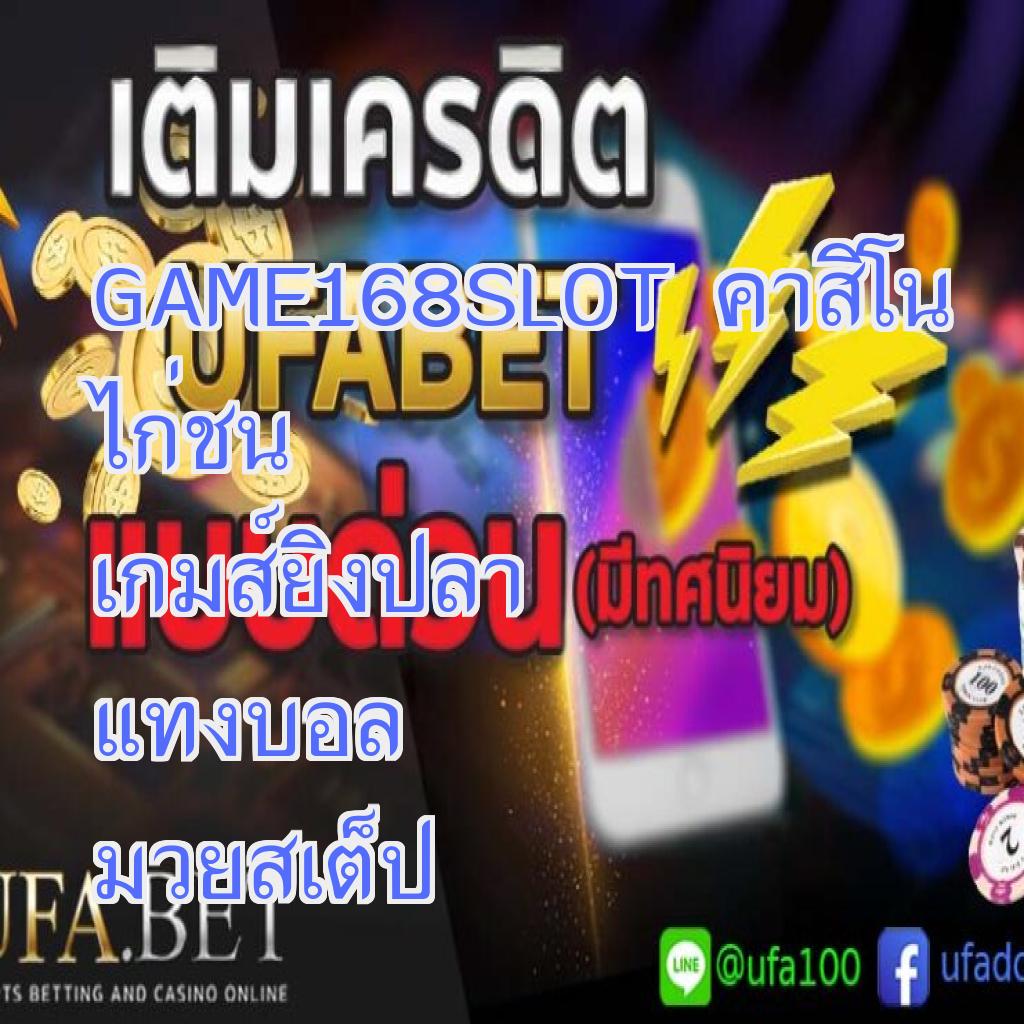 เติมเครดิต
GAME168SLOT คาสิโน
UFABET
ไก่ชน
เกมส์ยิงปลา
(มีทศนิยม)
แทงบอล
มวยสเต็ป
UFA.BET
BETTING AND CASINO ONLINE
LINE @ufa100
100